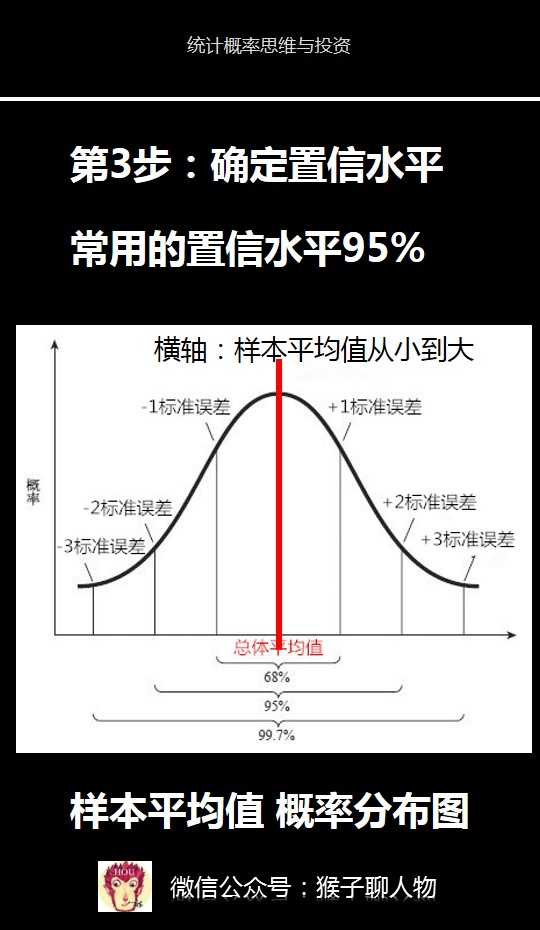 统计概率思维与投资
第3步：确定置信水平
常用的置信水平95%
横轴：样本平均值从小到大
-1标准误差
+1标准误差
概率
-2标准误差
+2标准误差
-3标准误差
+3标准误差
总体平均值
68%
95%
99.7%
样本平均值 概率分布图
HOU
微信公众号：猴子聊人物